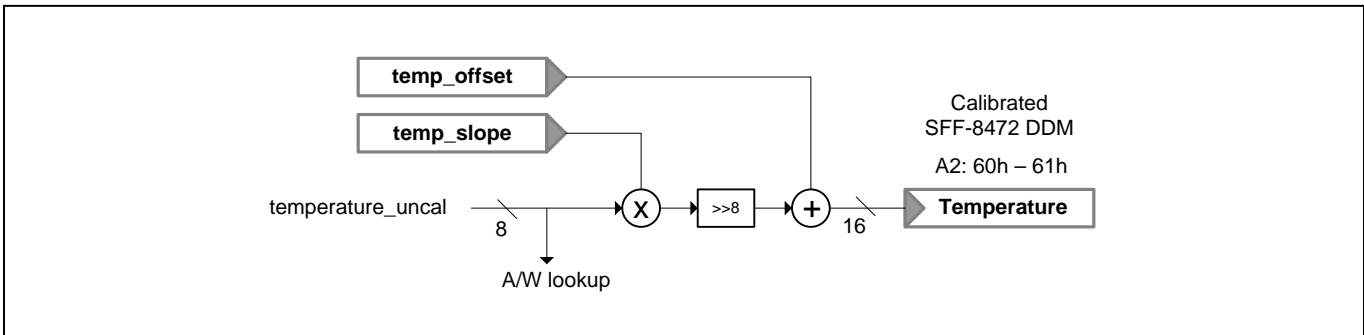 temp_offset
temp_slope
Calibrated
SFF-8472 DDM
A2: 60h – 61h
temperature_uncal
8
X
>>8
+
16
Temperature
A/W lookup